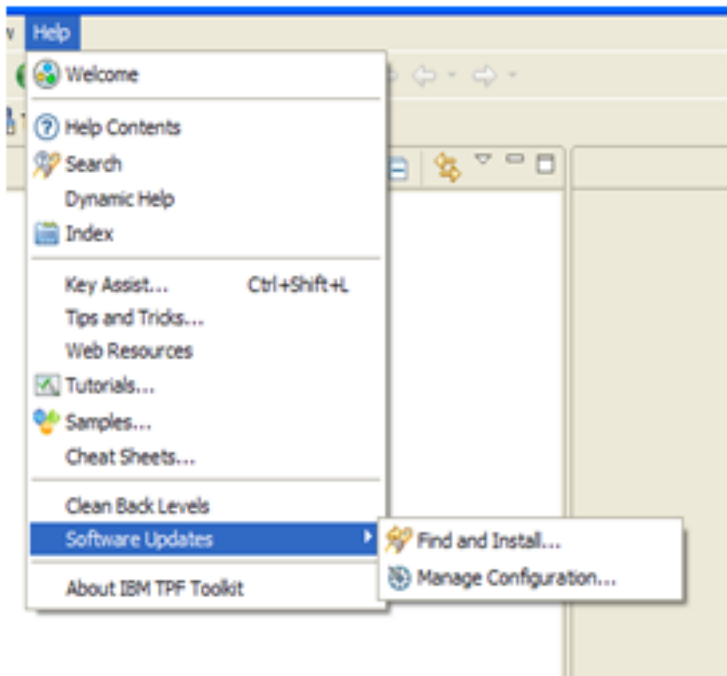 Help
Welcome
Help Contents
Search
Dynamic Help
Index
Key Assist... Ctrl+Shift+L
Tips and Tricks...
Web Resources
Tutorials...
Samples...
Cheat Sheets...
Clean Back Levels
Software Updates
Find and Install...
Manage Configuration...
About IBM TPF Toolkit